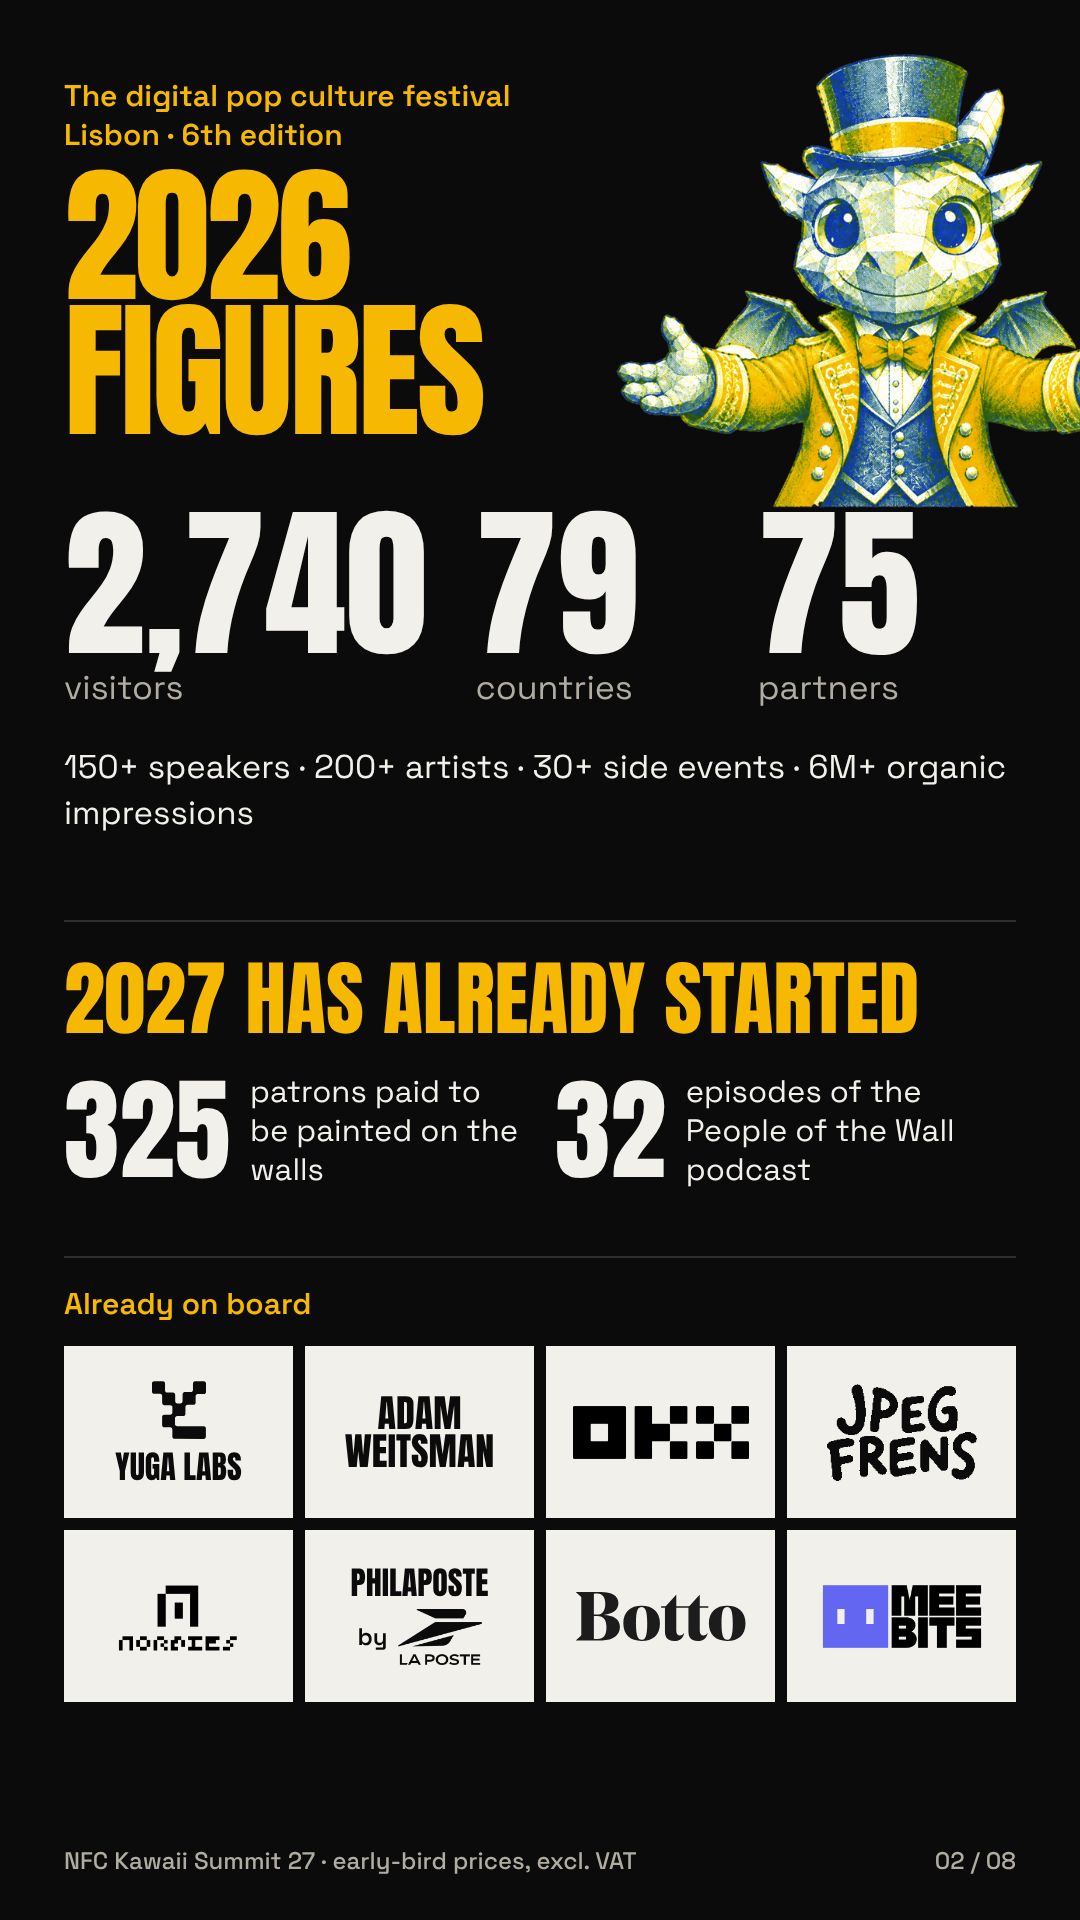 The digital pop culture festival
Lisbon · 6th edition
2026
FIGURES
2,740 79 75
visitors countries partners
150+ speakers · 200+ artists · 30+ side events · 6M+ organic
impressions
2027 HAS ALREADY STARTED
325 patrons paid to
be painted on the
walls
32 episodes of the
People of the Wall
podcast
Already on board
YUGA LABS
ADAM
WEITSMAN
OKX
JPEG
FRENS
NORDIES
PHILAPOSTE
by LA POSTE
Botto
MEE
BITS
NFC Kawaii Summit 27 · early-bird prices, excl. VAT
02 / 08